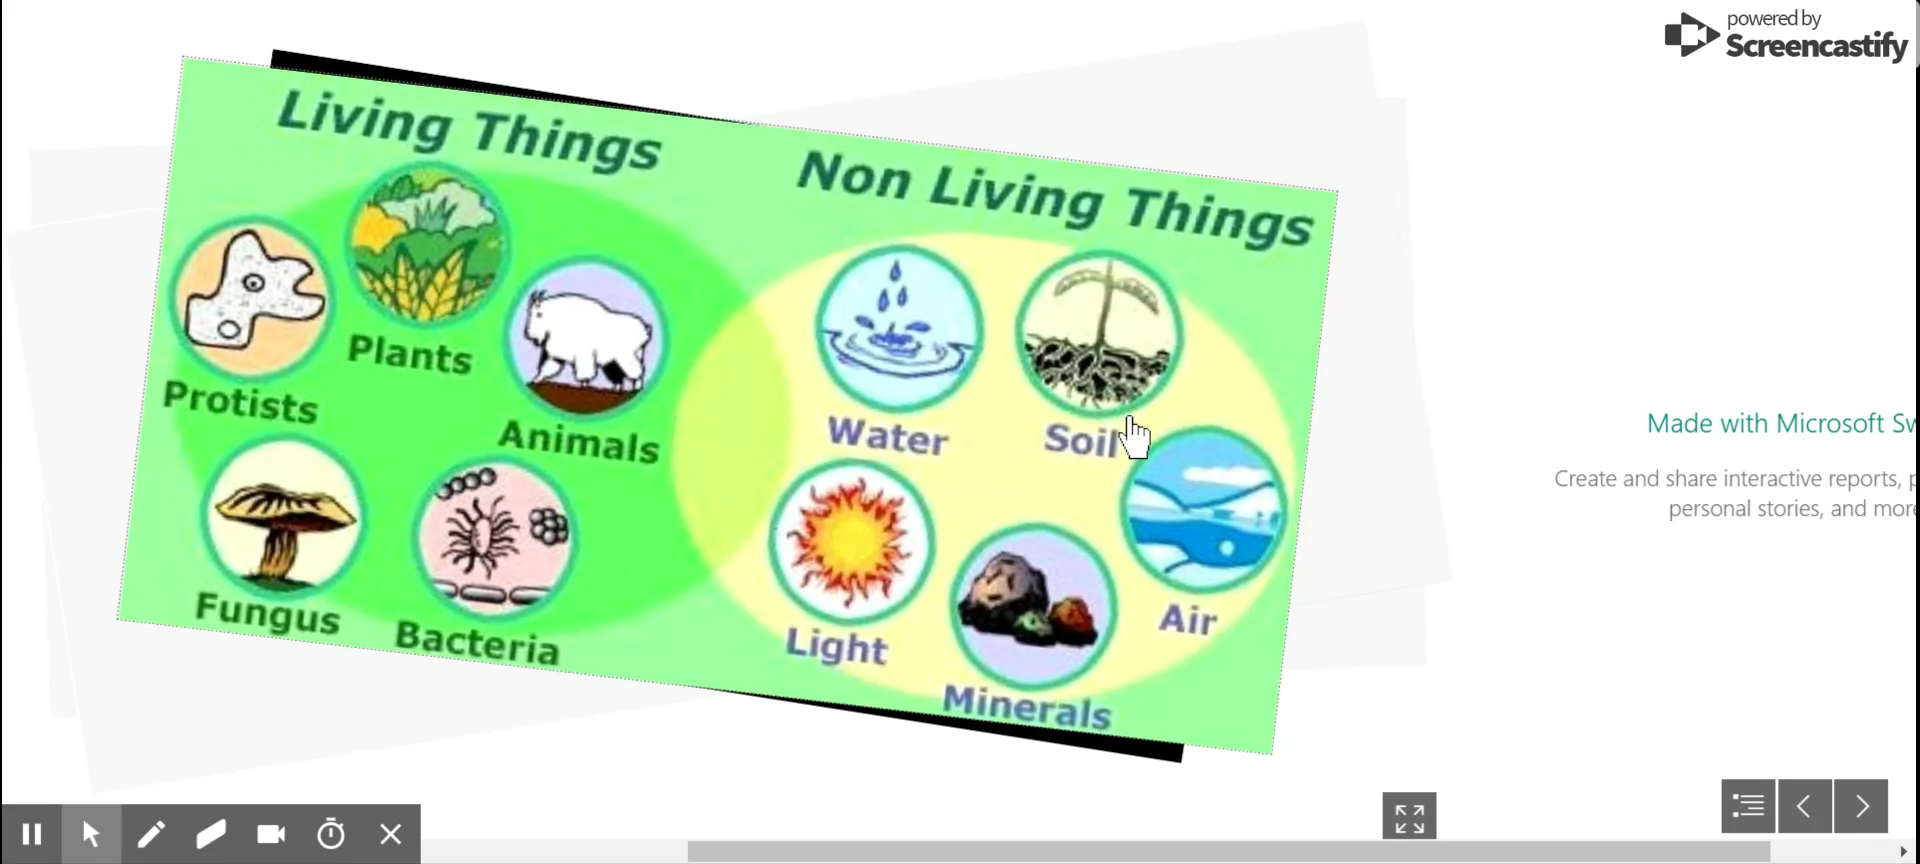 powered by
Screencastify
Living Things
Non Living Things
Plants
Protists
Animals
Water
Soil
Fungus
Bacteria
Light
Minerals
Air
Made with Microsoft Sw
Create and share interactive reports, p
personal stories, and more